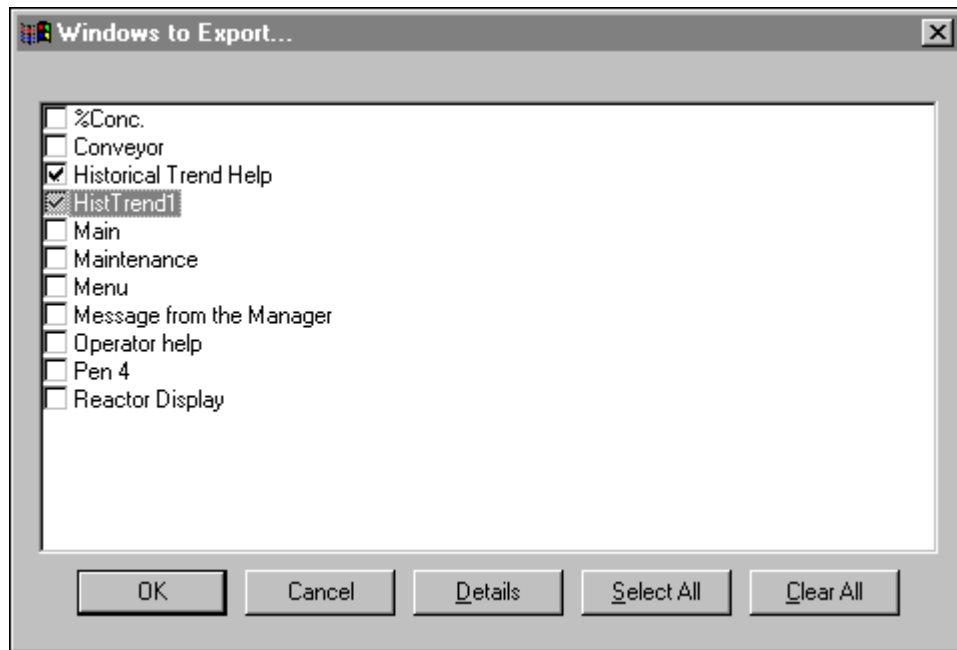 Windows to Export...
%Conc.
Conveyor
Historical Trend Help
HistTrend1
Main
Maintenance
Menu
Message from the Manager
Operator help
Pen 4
Reactor Display
OK Cancel Details Select All Clear All